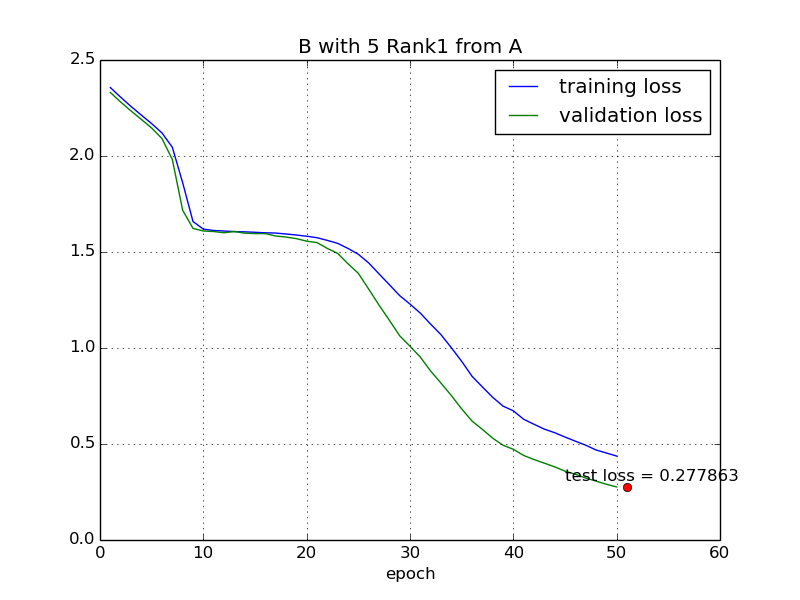 B with 5 Rank1 from A
2.5
2.0
1.5
1.0
0.5
0.0
training loss
validation loss
test loss = 0.277863
0 10 20 30 40 50 60
epoch